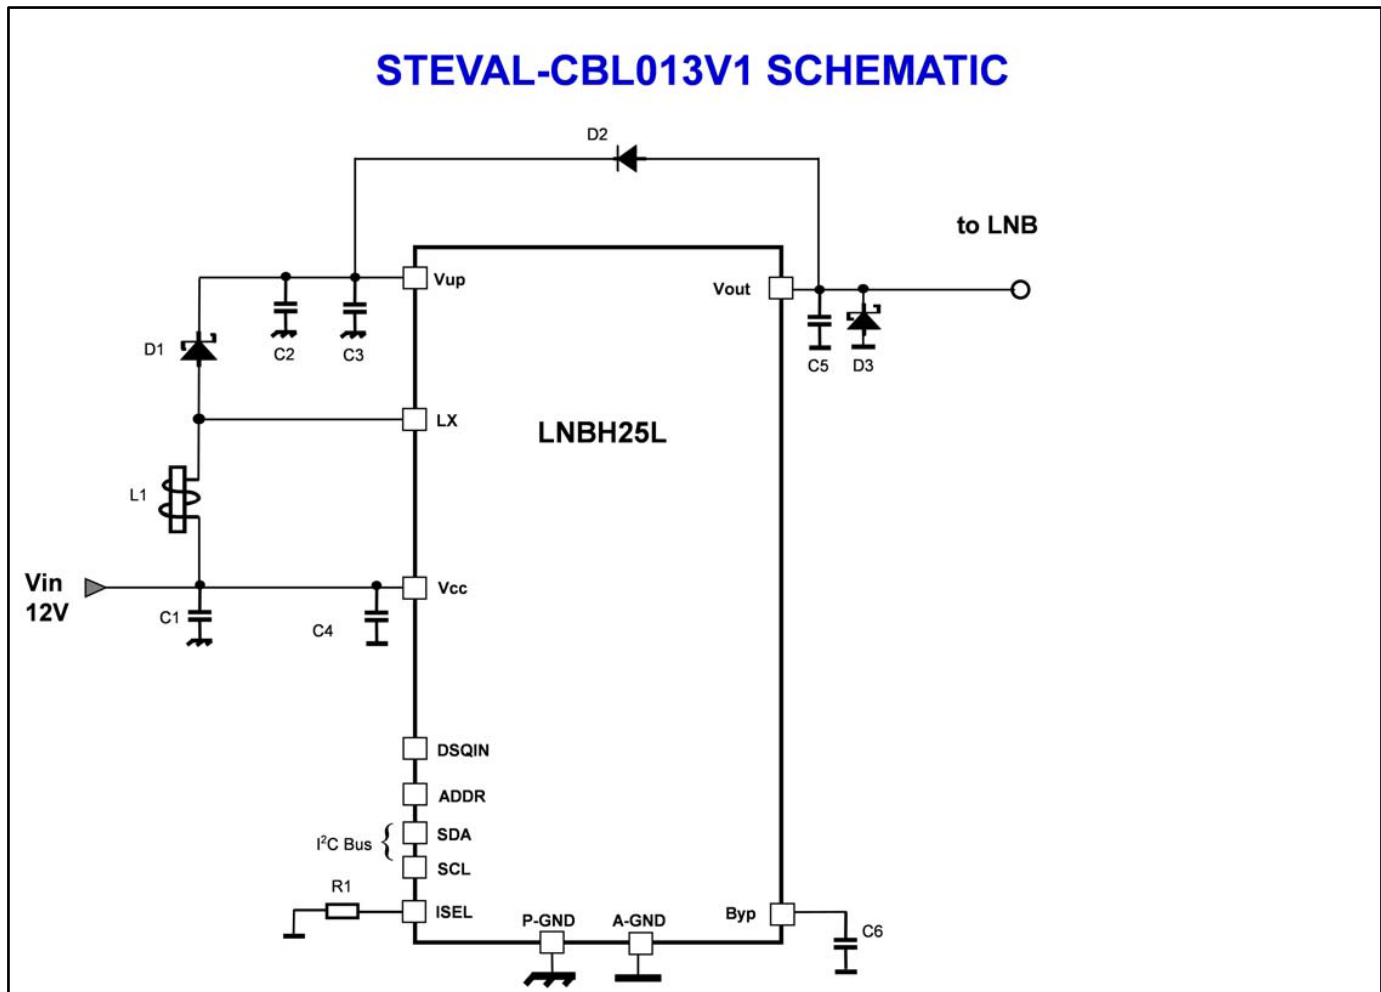 STEVAL-CBL013V1 SCHEMATIC
D2
to LNB
Vup
Vout
D1
C2
C3
C5
D3
LX
LNBH25L
L1
Vin
12V
Vcc
C1
C4
DSQIN
ADDR
I²C Bus {
SDA
SCL
R1
ISEL
P-GND
A-GND
Byp
C6